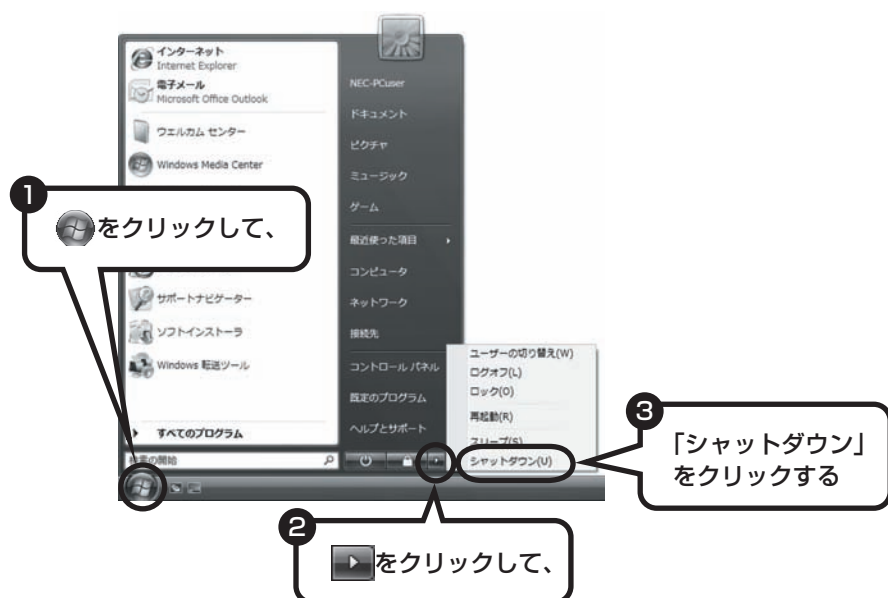 インターネット
Internet Explorer
電子メール
Microsoft Office Outlook
ウェルカム センター
Windows Media Center
サポートナビゲーター
ソフトインストーラ
Windows 転送ツール
すべてのプログラム
検索の開始
NEC-PCuser
ドキュメント
ピクチャ
ミュージック
ゲーム
最近使った項目
コンピュータ
ネットワーク
接続先
コントロール パネル
既定のプログラム
ヘルプとサポート
ユーザーの切り替え(W)
ログオフ(L)
ロック(O)
再起動(R)
スリープ(S)
シャットダウン(U)
1
をクリックして、
2
をクリックして、
3
「シャットダウン」
をクリックする